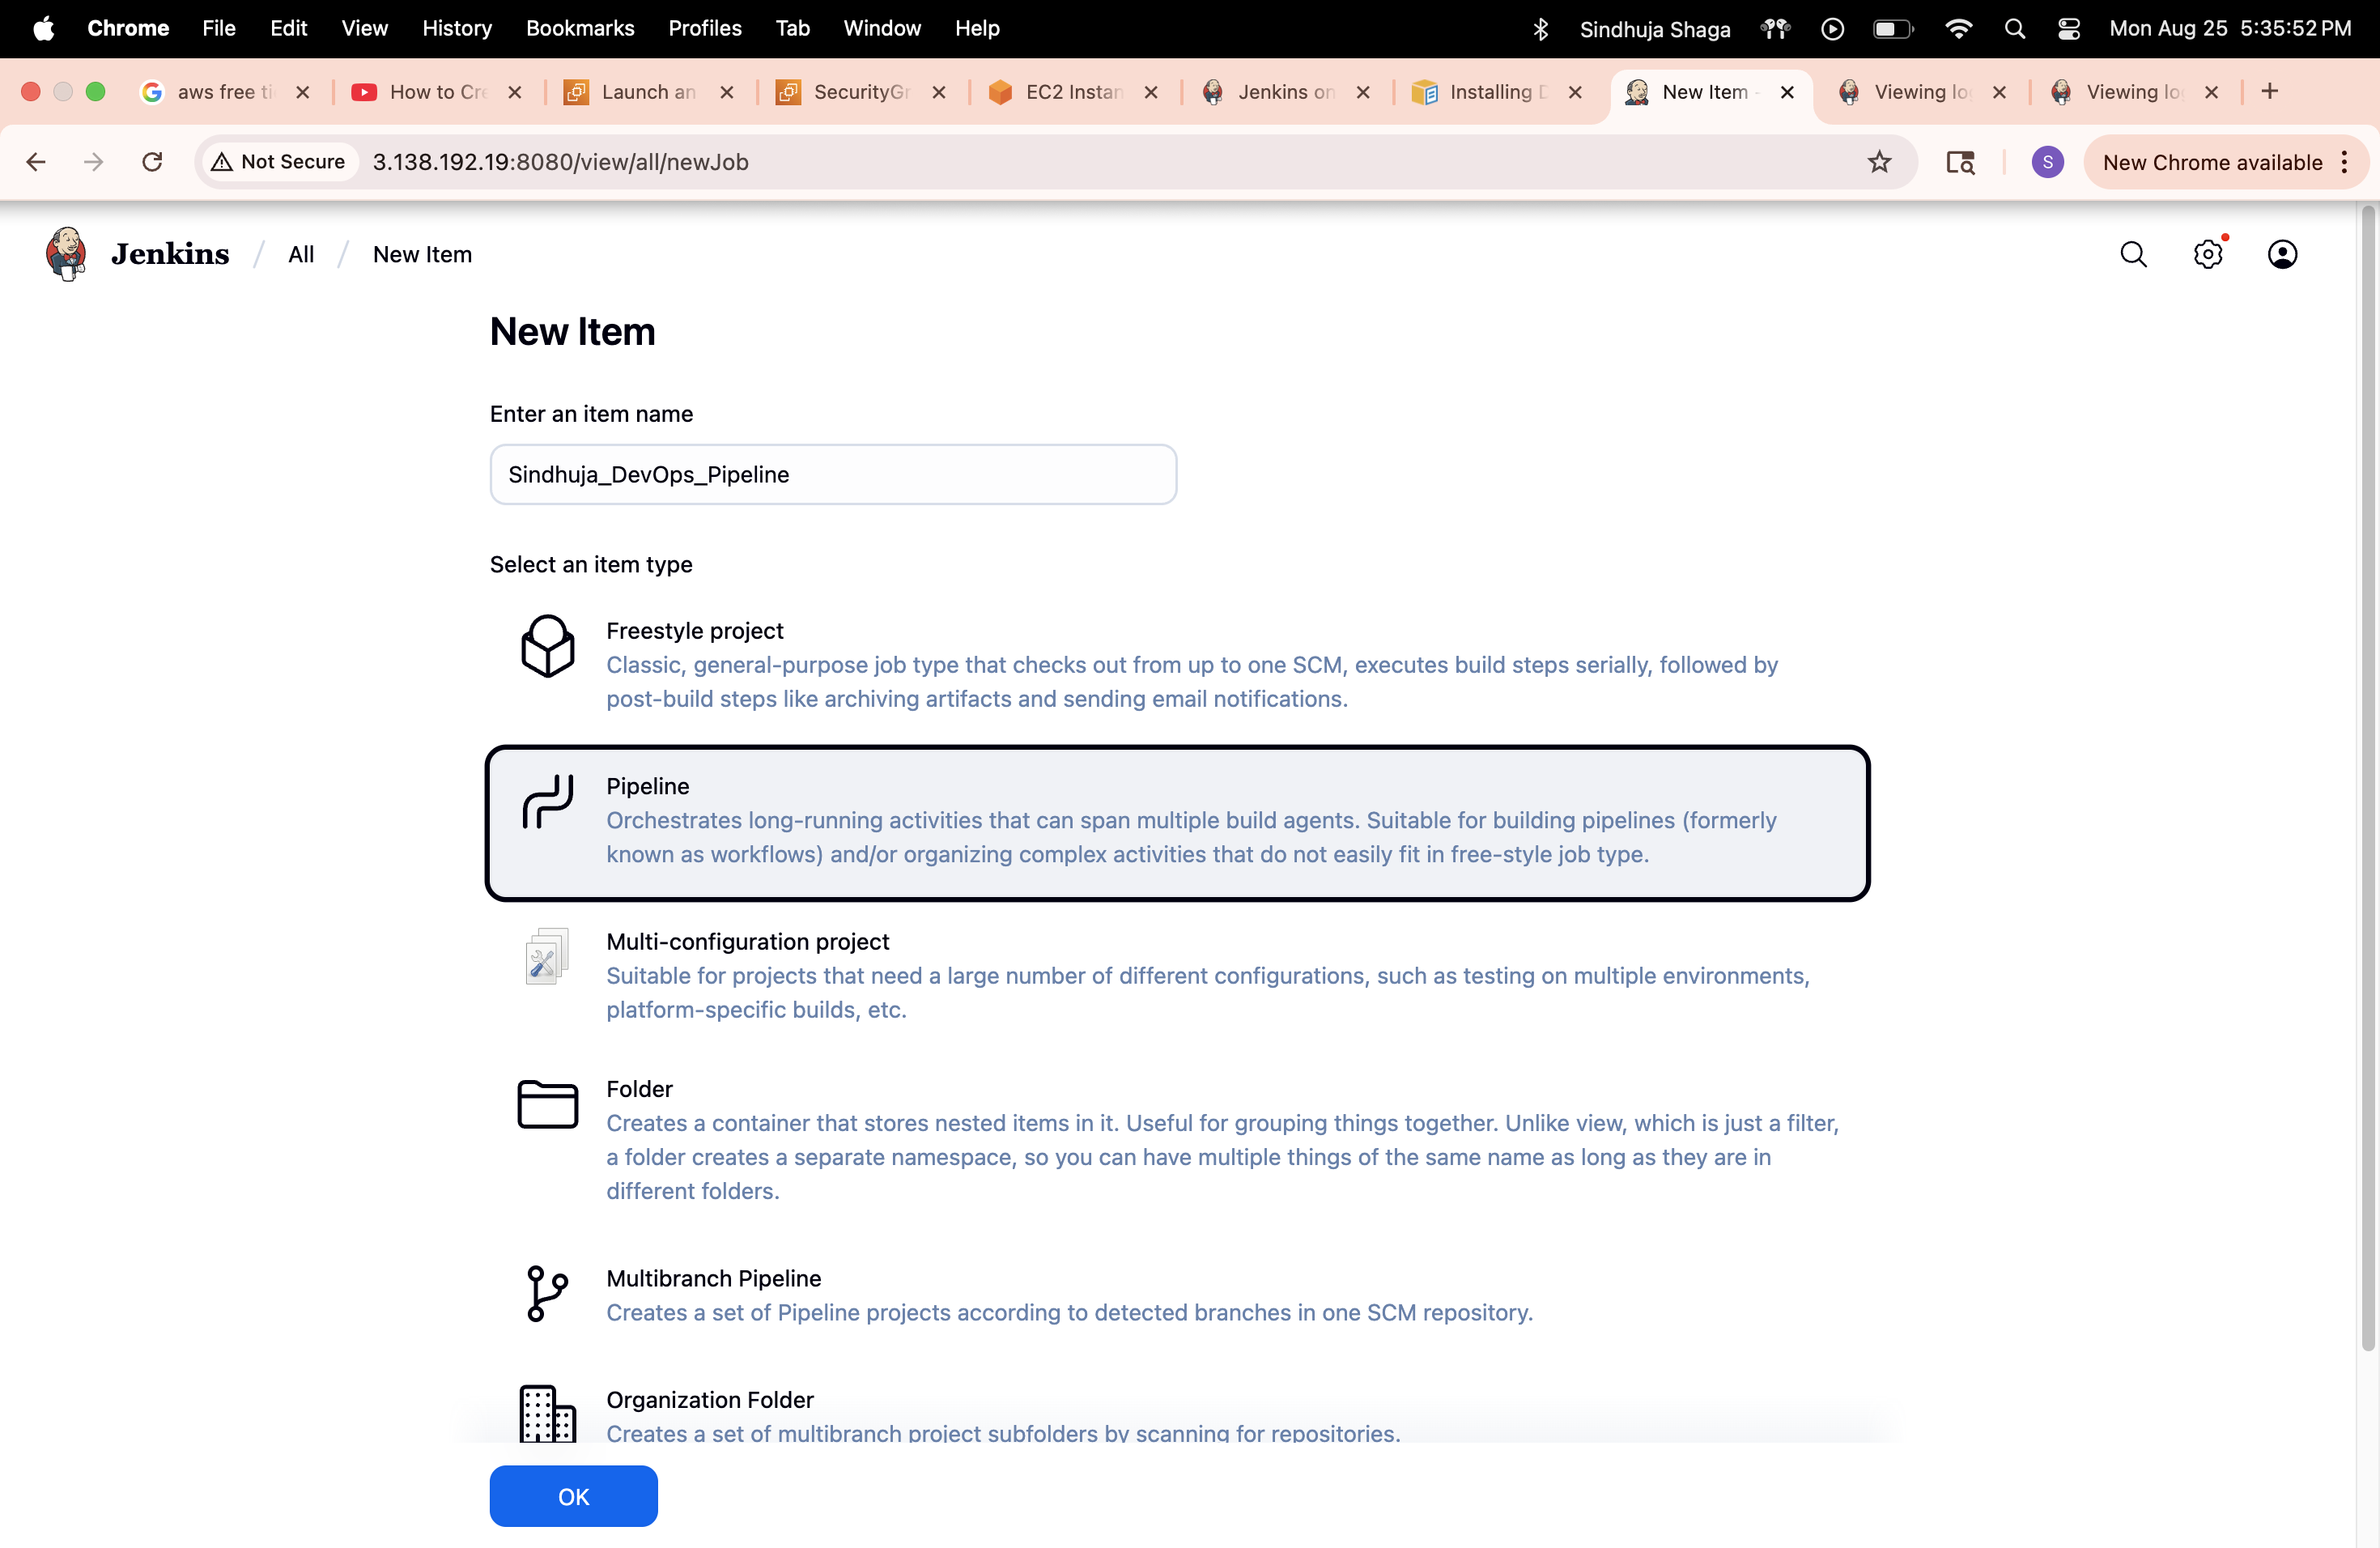 Chrome File Edit View History Bookmarks Profiles Tab Window Help Sindhuja Shaga Mon Aug 25 5:35:52 PM
aws free ti How to Cre Launch an SecurityGr EC2 Instan Jenkins on Installing D New Item - Viewing lo Viewing lo
Not Secure 3.138.192.19:8080/view/all/newJob S New Chrome available
Jenkins / All / New Item
New Item
Enter an item name
Sindhuja_DevOps_Pipeline
Select an item type
Freestyle project
Classic, general-purpose job type that checks out from up to one SCM, executes build steps serially, followed by
post-build steps like archiving artifacts and sending email notifications.
Pipeline
Orchestrates long-running activities that can span multiple build agents. Suitable for building pipelines (formerly
known as workflows) and/or organizing complex activities that do not easily fit in free-style job type.
Multi-configuration project
Suitable for projects that need a large number of different configurations, such as testing on multiple environments,
platform-specific builds, etc.
Folder
Creates a container that stores nested items in it. Useful for grouping things together. Unlike view, which is just a filter,
a folder creates a separate namespace, so you can have multiple things of the same name as long as they are in
different folders.
Multibranch Pipeline
Creates a set of Pipeline projects according to detected branches in one SCM repository.
Organization Folder
Creates a set of multibranch project subfolders by scanning for repositories.
OK